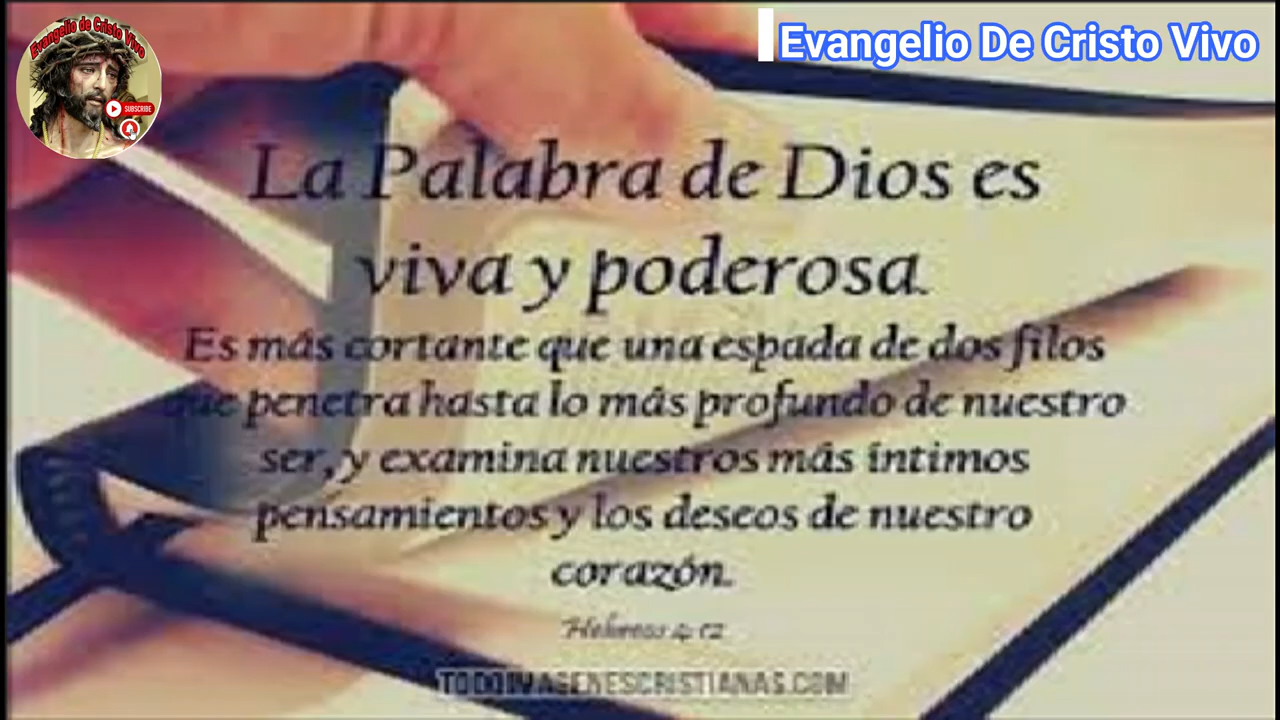 Evangelio de Cristo Vivo
SUBSCRIBE
Evangelio De Cristo Vivo
La Palabra de Dios es
viva y poderosa.
Es más cortante que una espada de dos filos
que penetra hasta lo más profundo de nuestro
ser, y examina nuestros más íntimos
pensamientos y los deseos de nuestro
corazón.
Hebreos 4:12
TODOIMAGENESCRISTIANAS.COM